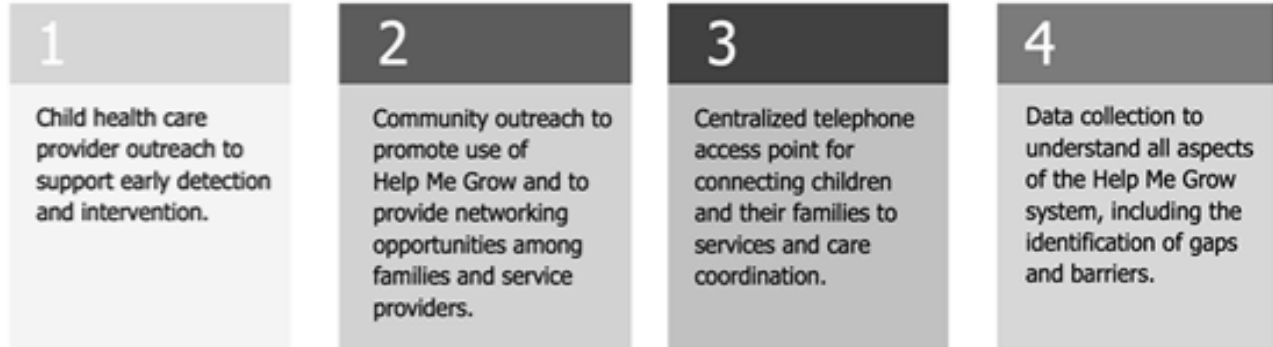 1
Child health care
provider outreach to
support early detection
and intervention.
2
Community outreach to
promote use of
Help Me Grow and to
provide networking
opportunities among
families and service
providers.
3
Centralized telephone
access point for
connecting children
and their families to
services and care
coordination.
4
Data collection to
understand all aspects
of the Help Me Grow
system, including the
identification of gaps
and barriers.